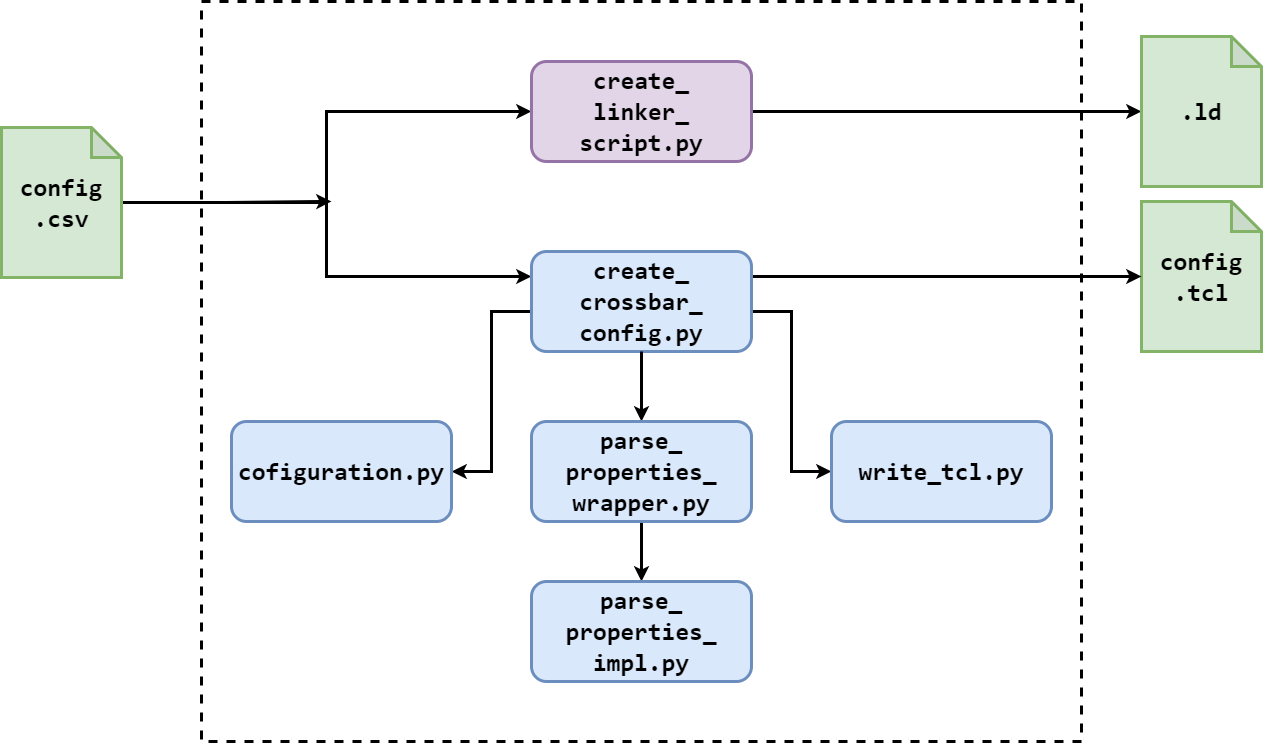 create_
linker_
script.py
.ld
config
.csv
create_
crossbar_
config.py
config
.tcl
cofiguration.py
parse_
properties_
wrapper.py
write_tcl.py
parse_
properties_
impl.py